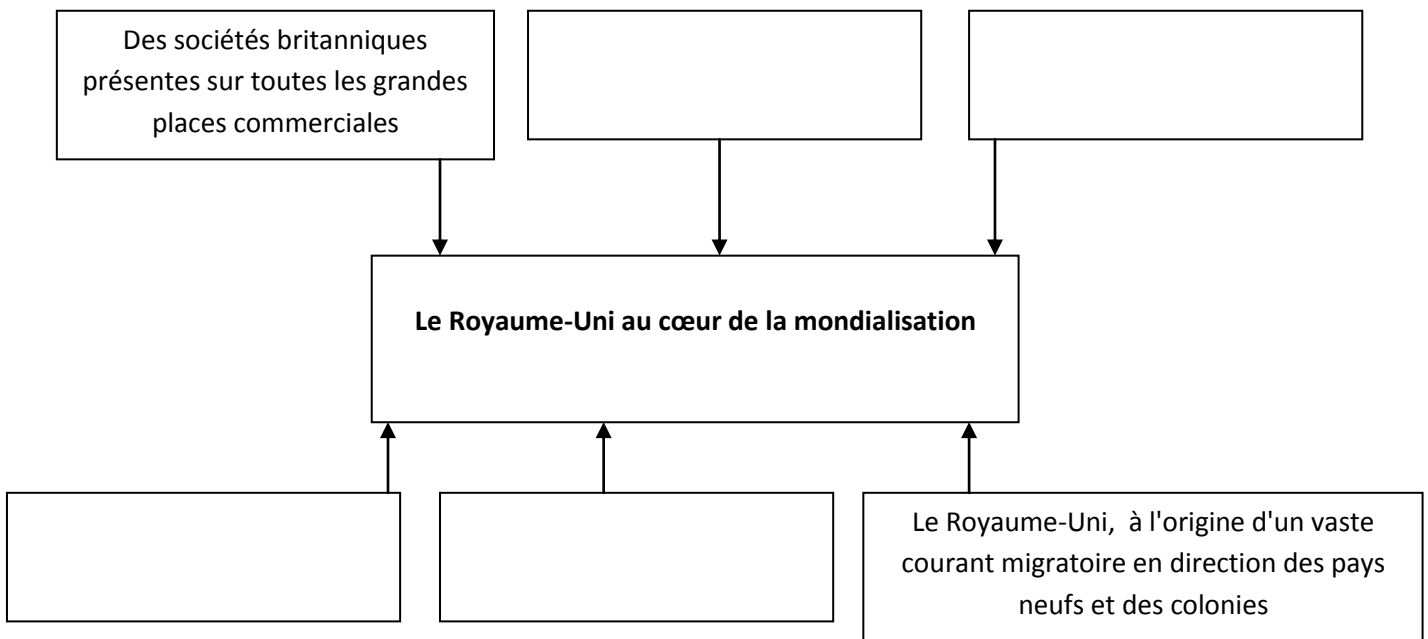 Des sociétés britanniques
présentes sur toutes les grandes
places commerciales
Le Royaume-Uni au cœur de la mondialisation
Le Royaume-Uni,  à l'origine d'un vaste
courant migratoire en direction des pays
neufs et des colonies